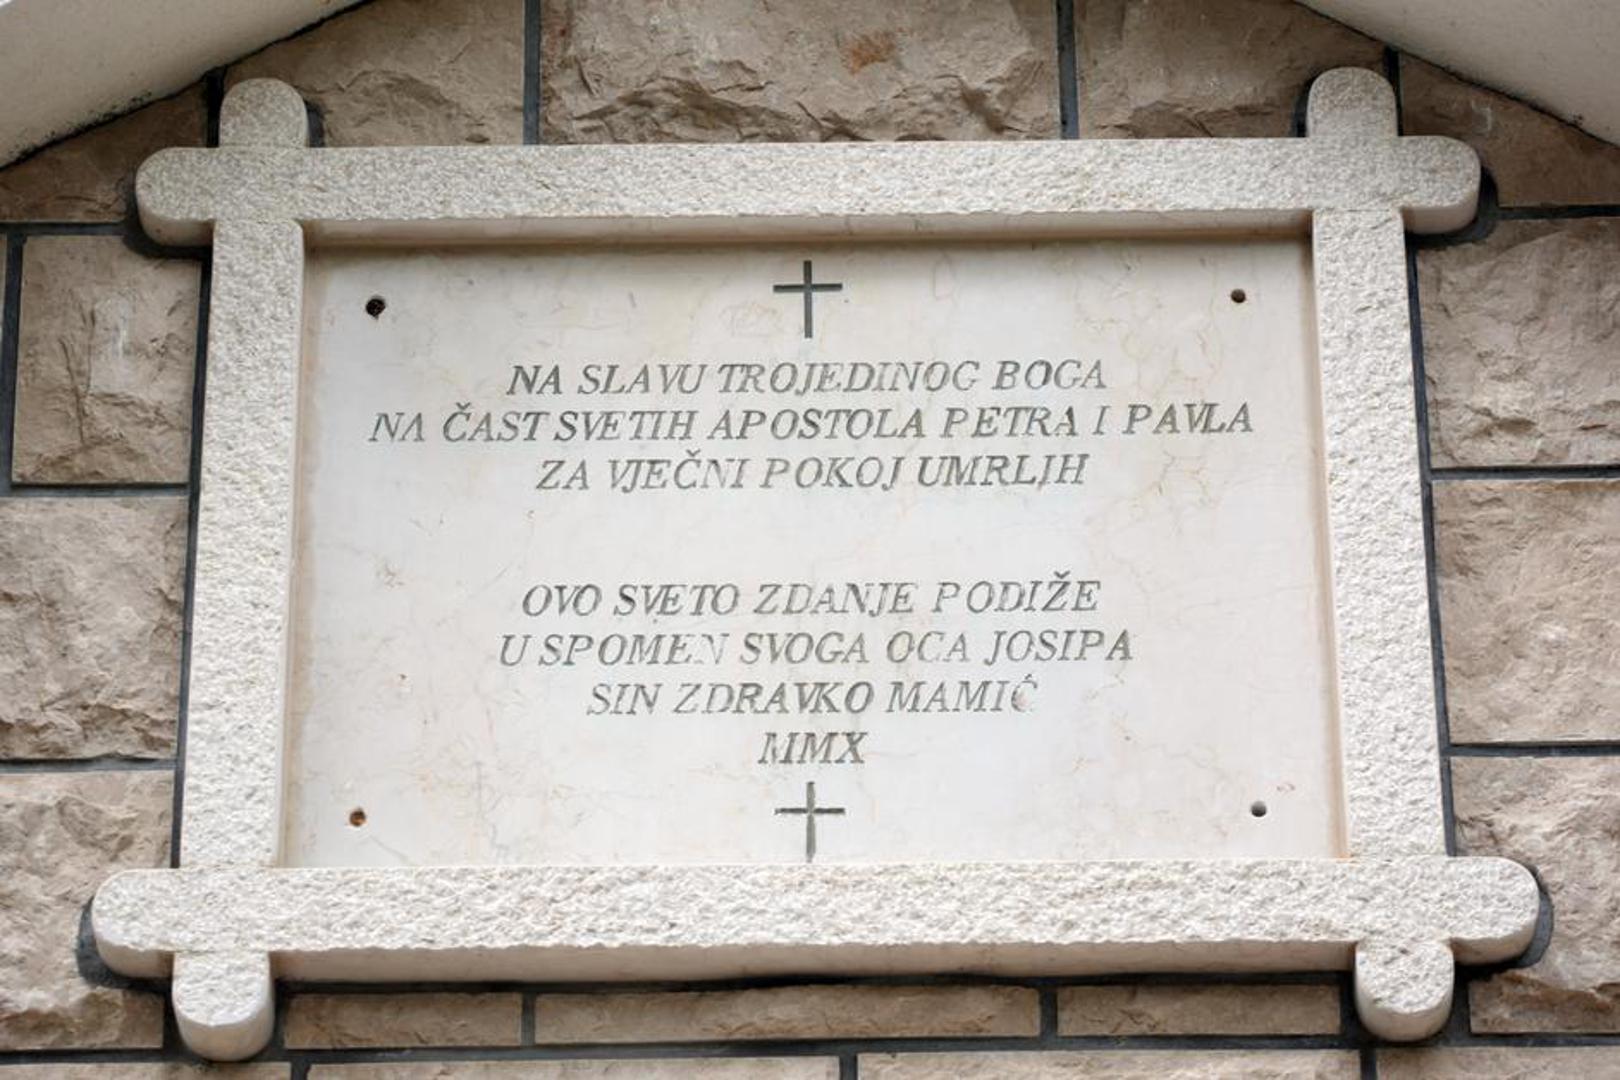 NA SLAVU TROJEDINOG BOGA
NA ČAST SVETIH APOSTOLA PETRA I PAVLA
ZA VJEČNI POKOJ UMRLIH
OVO SVETO ZDANJE PODIŽE
U SPOMEN SVOGA OCA JOSIPA
SIN ZDRAVKO MAMIĆ
MMX